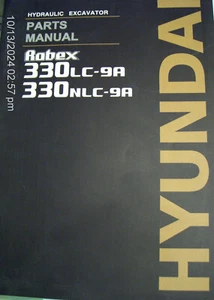 HYDRAULIC EXCAVATOR
PARTS
MANUAL
Robex
330LC-9A
330NLC-9A
HYUNDAI
10/13/2024 02:57 pm